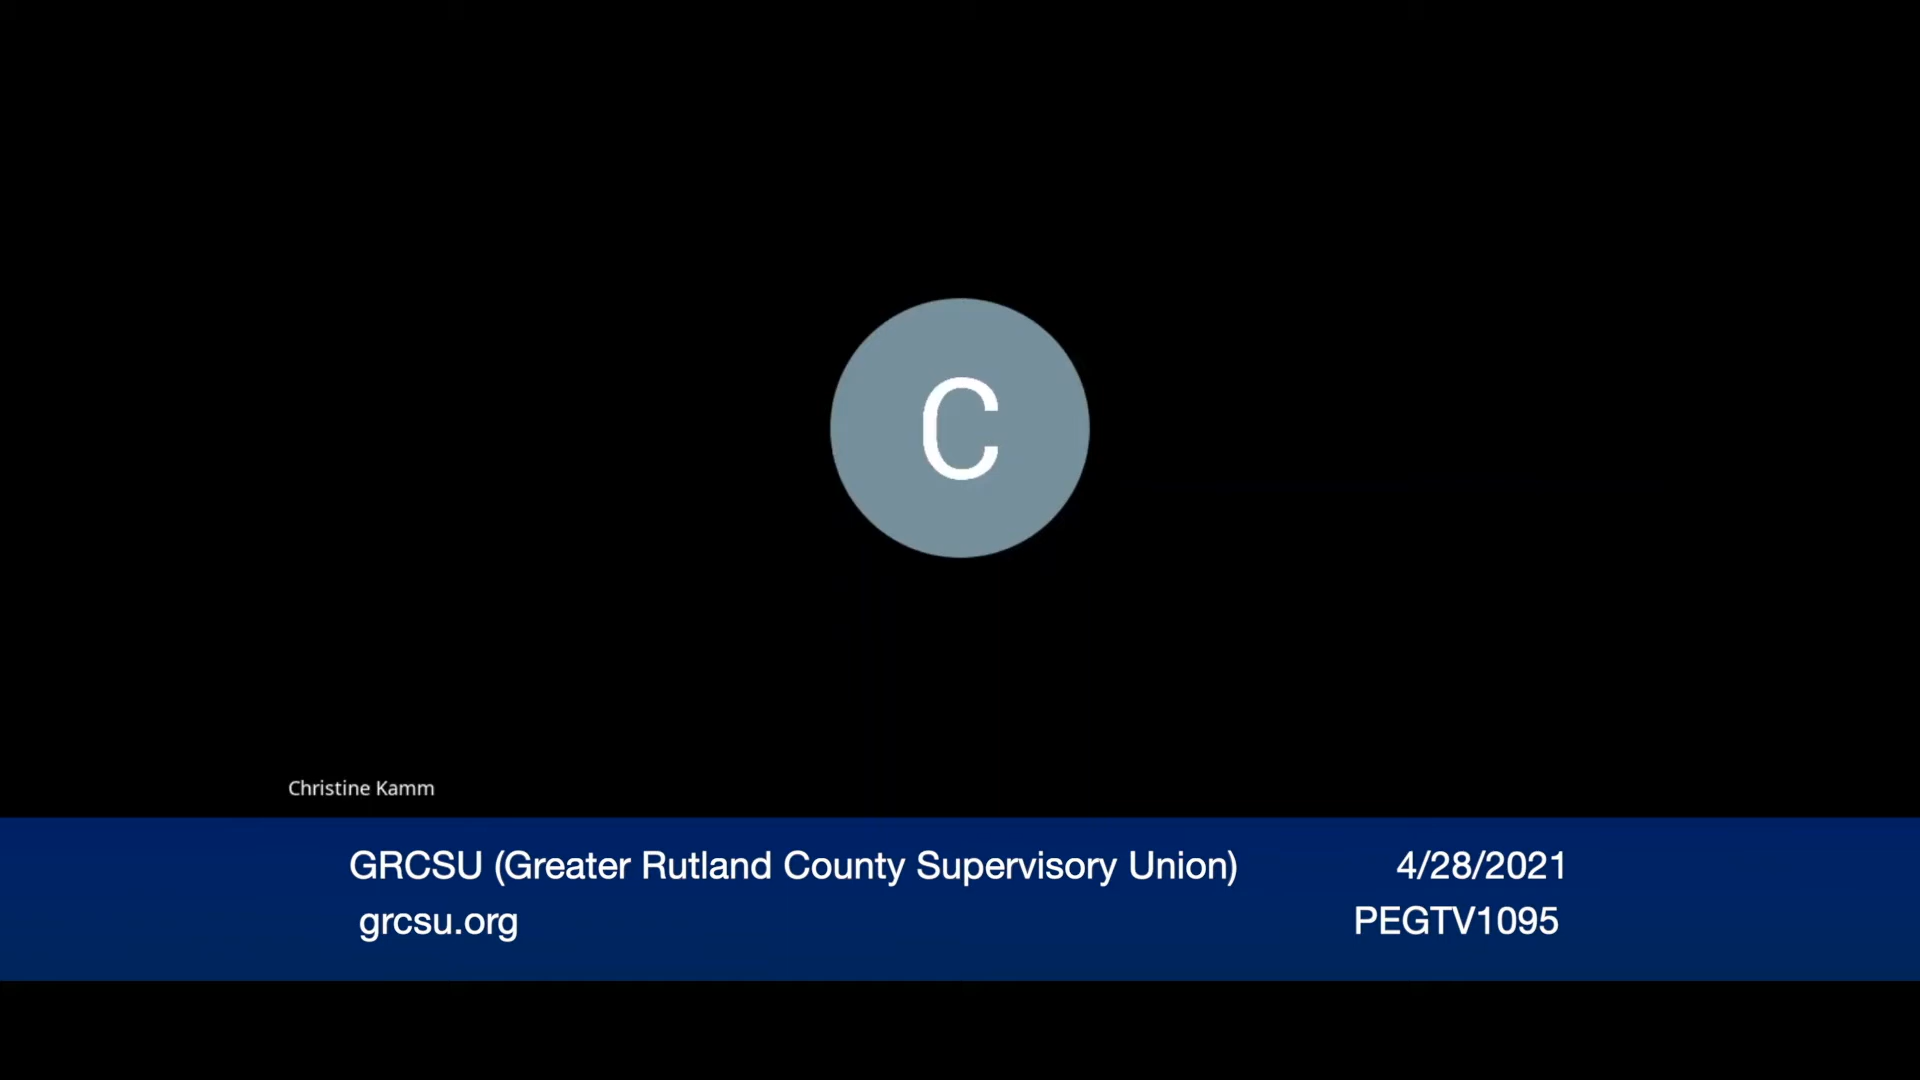 C
Christine Kamm
GRCSU (Greater Rutland County Supervisory Union) 4/28/2021
grcsu.org PEGTV1095